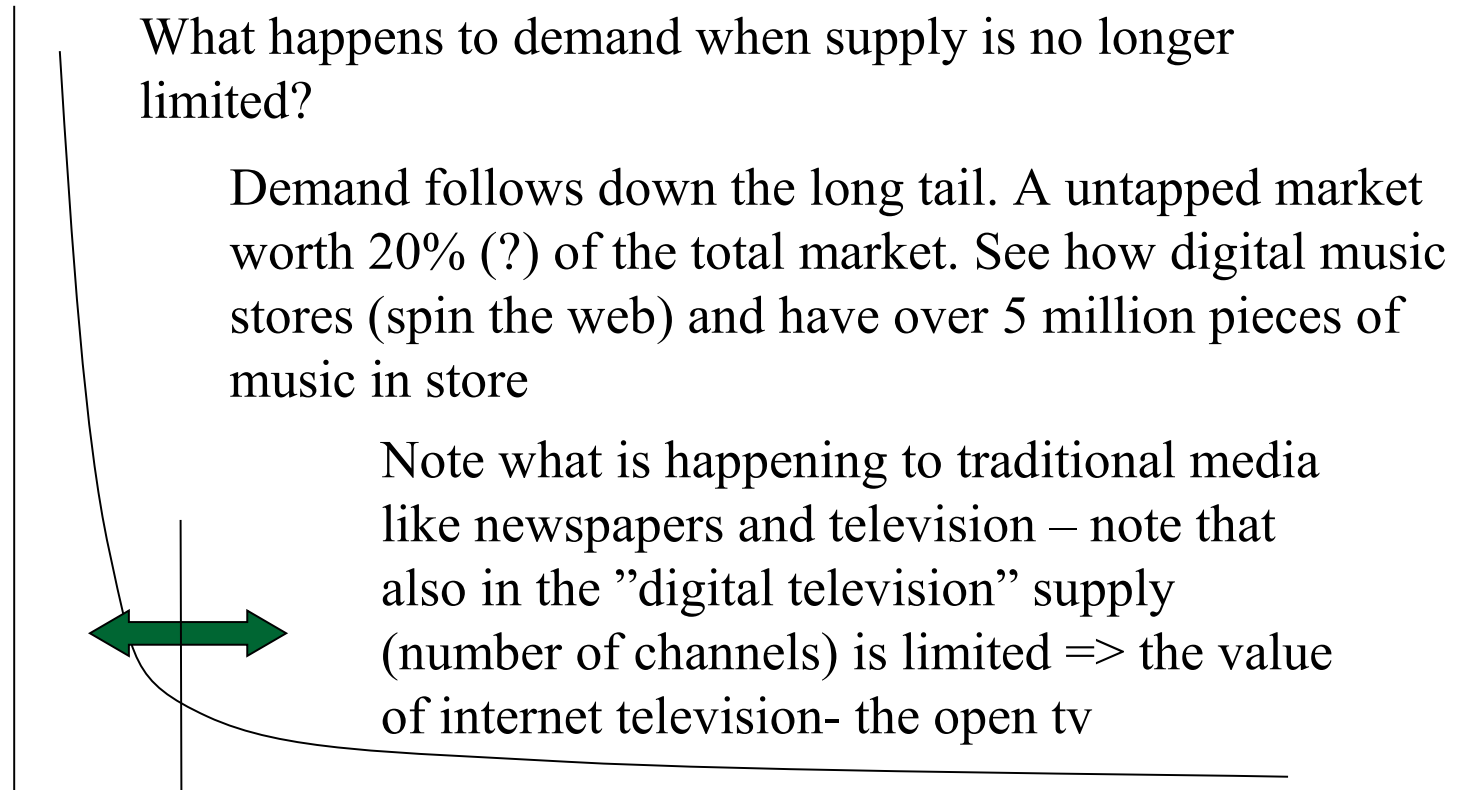 What happens to demand when supply is no longer
limited?
Demand follows down the long tail. A untapped market
worth 20% (?) of the total market. See how digital music
stores (spin the web) and have over 5 million pieces of
music in store
Note what is happening to traditional media
like newspapers and television – note that
also in the ”digital television” supply
(number of channels) is limited => the value
of internet television- the open tv